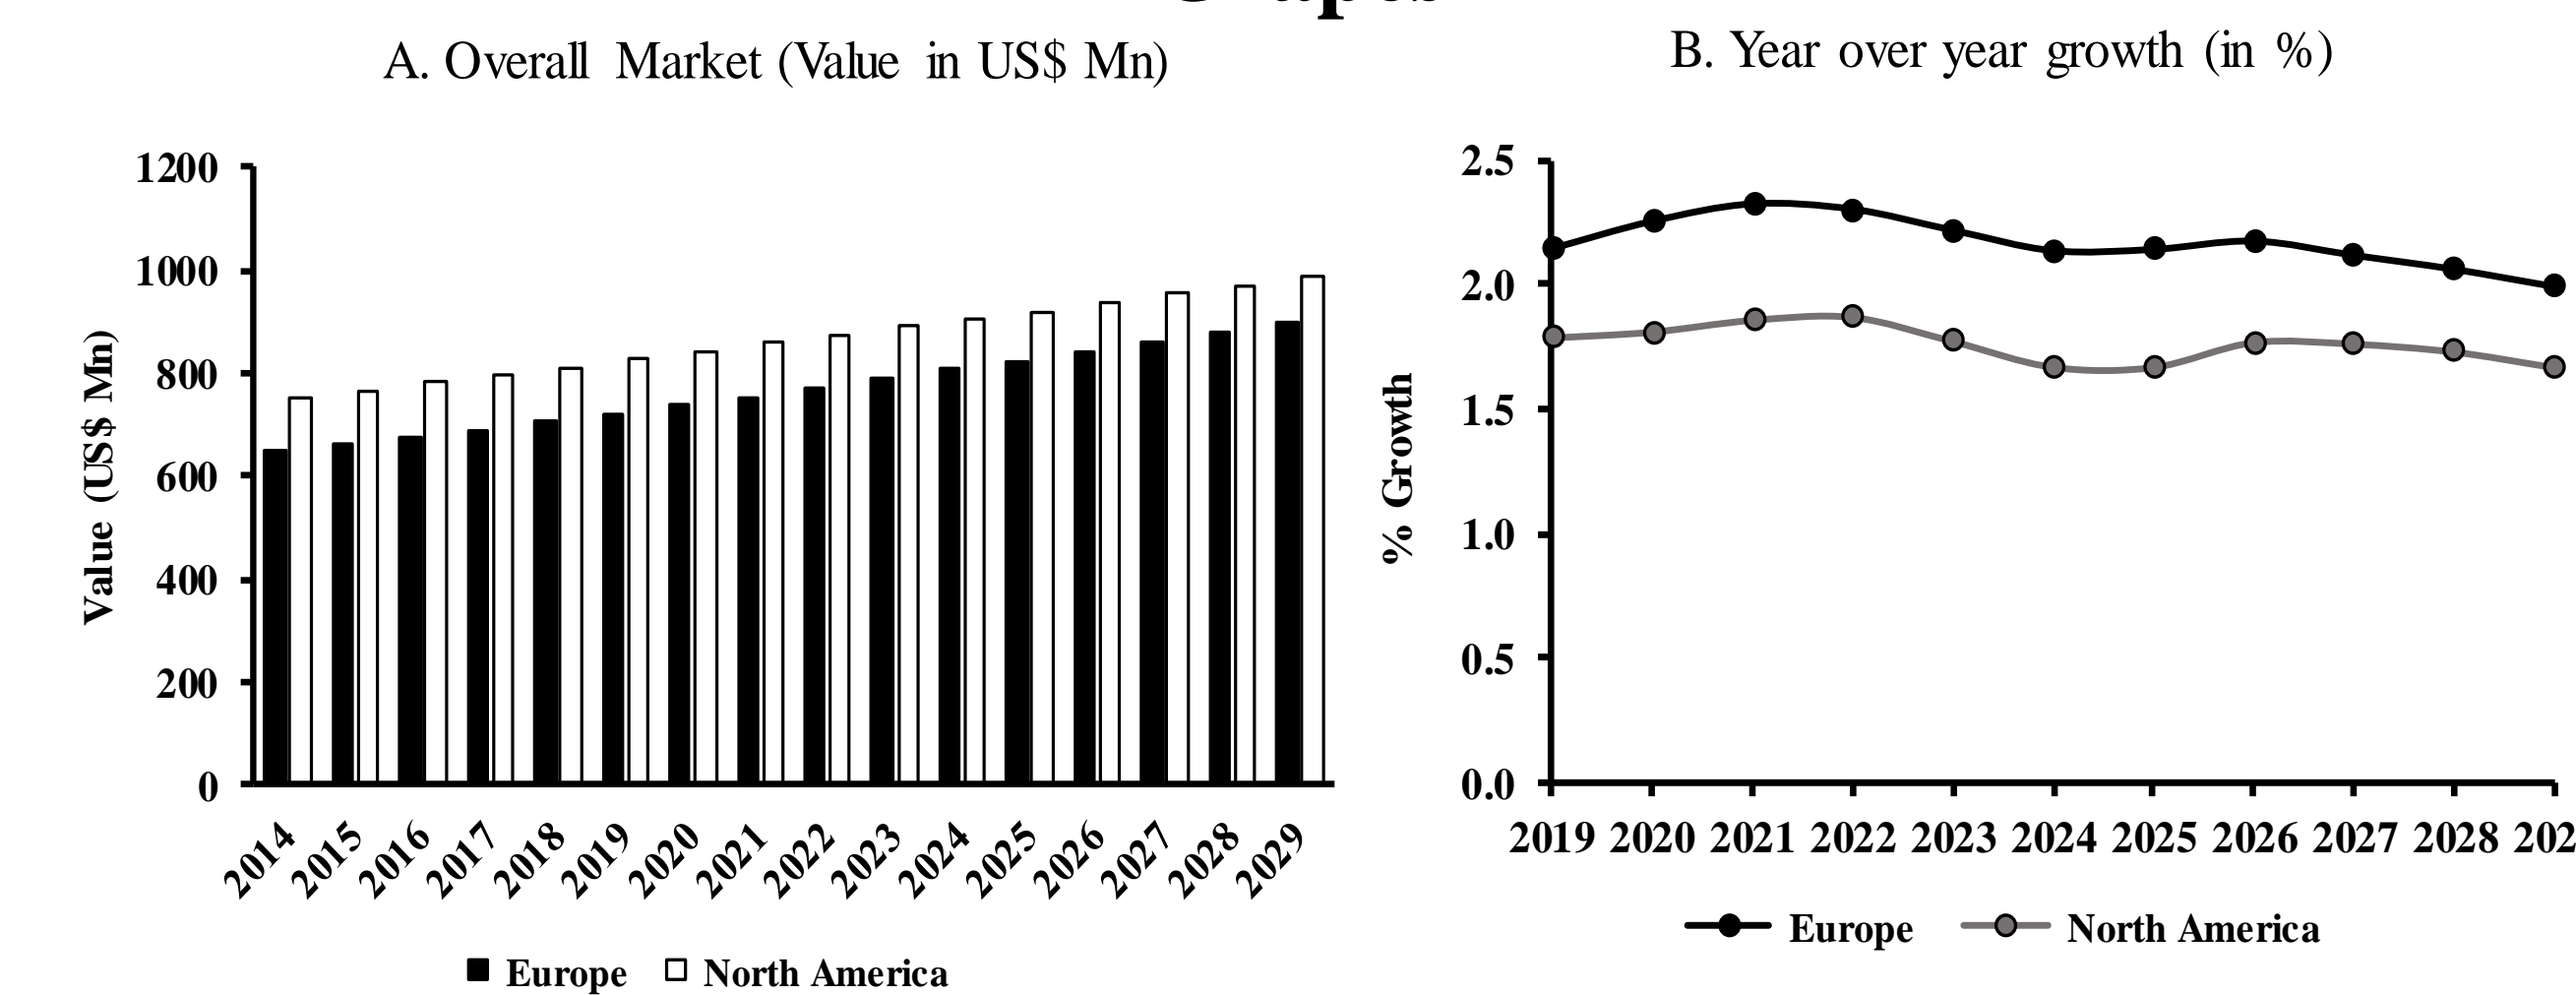 A. Overall Market (Value in US$ Mn)
1200
1000
800
600
400
200
0
Value (US$ Mn)
2014 2015 2016 2017 2018 2019 2020 2021 2022 2023 2024 2025 2026 2027 2028 2029
Europe North America
B. Year over year growth (in %)
2.5
2.0
1.5
1.0
0.5
0.0
% Growth
2019 2020 2021 2022 2023 2024 2025 2026 2027 2028 202
Europe North America